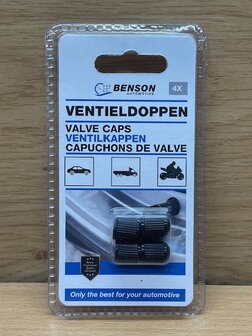 BENSON
AUTOMOTIVE
4X
VENTIELDOPPEN
VALVE CAPS
VENTILKAPPEN
CAPUCHONS DE VALVE
Only the best for your automotive